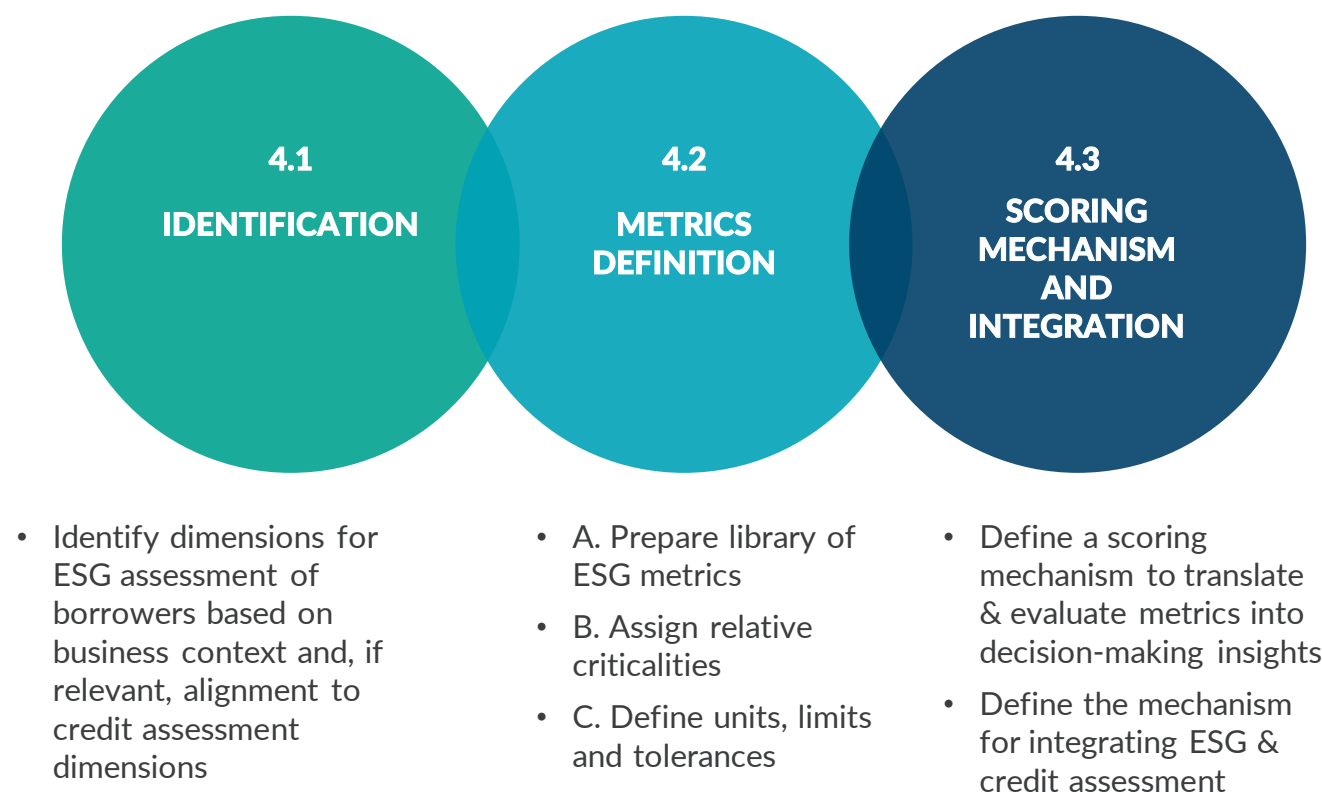 4.1
IDENTIFICATION
4.2
METRICS
DEFINITION
4.3
SCORING
MECHANISM
AND
INTEGRATION
• Identify dimensions for
ESG assessment of
borrowers based on
business context and, if
relevant, alignment to
credit assessment
dimensions
• A. Prepare library of
ESG metrics
• B. Assign relative
criticalities
• C. Define units, limits
and tolerances
• Define a scoring
mechanism to translate
& evaluate metrics into
decision-making insights
• Define the mechanism
for integrating ESG &
credit assessment